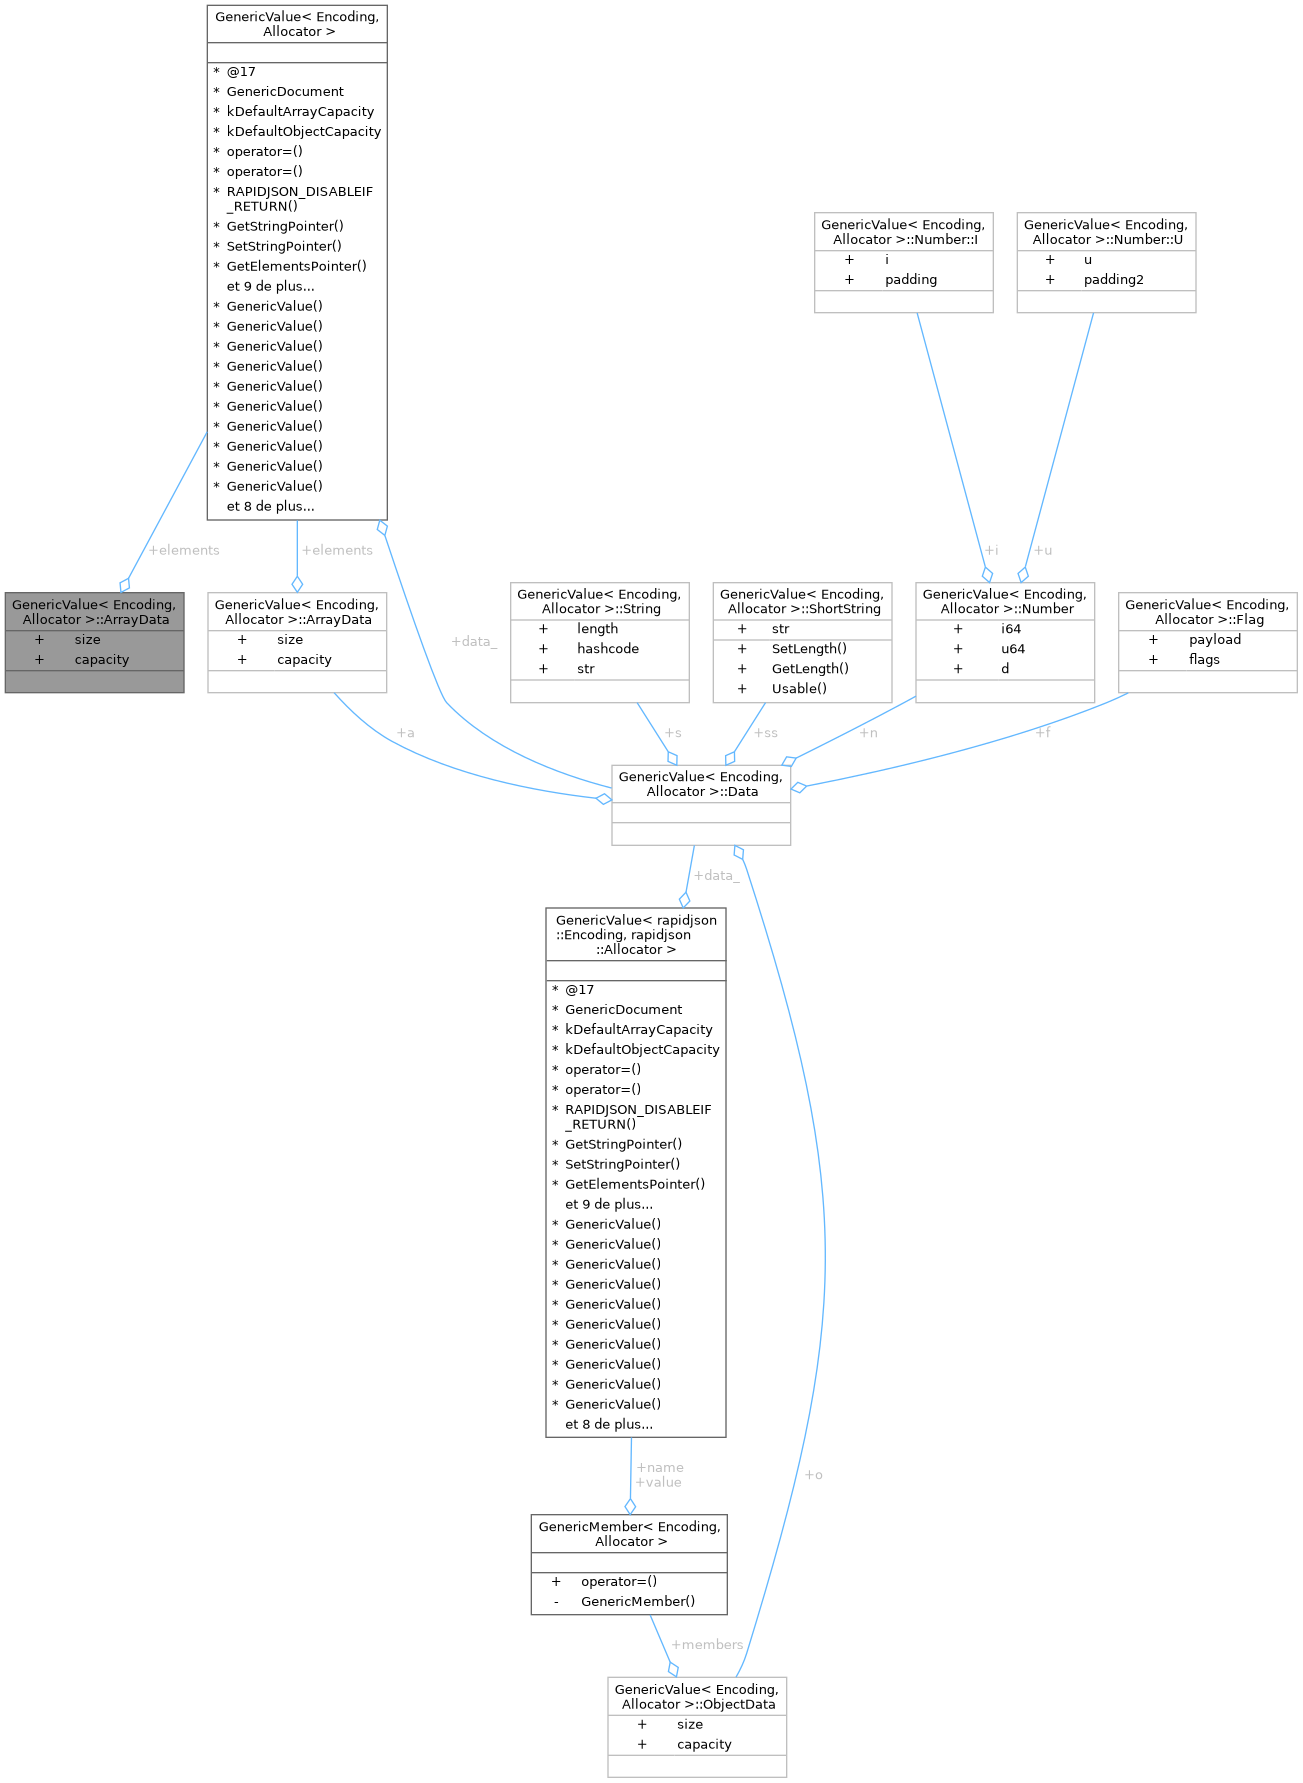 GenericValue< Encoding,
Allocator >
* @17
* GenericDocument
* kDefaultArrayCapacity
* kDefaultObjectCapacity
* operator=()
* operator=()
* RAPIDJSON_DISABLEIF
_RETURN()
* GetStringPointer()
* SetStringPointer()
* GetElementsPointer()
et 9 de plus...
* GenericValue()
* GenericValue()
* GenericValue()
* GenericValue()
* GenericValue()
* GenericValue()
* GenericValue()
* GenericValue()
* GenericValue()
* GenericValue()
et 8 de plus...
GenericValue< Encoding,
Allocator >::Number::I
+ i
+ padding
GenericValue< Encoding,
Allocator >::Number::U
+ u
+ padding2
+elements
+elements
+i
+u
GenericValue< Encoding,
Allocator >::ArrayData
+ size
+ capacity
GenericValue< Encoding,
Allocator >::ArrayData
+ size
+ capacity
+data_
GenericValue< Encoding,
Allocator >::String
+ length
+ hashcode
+ str
GenericValue< Encoding,
Allocator >::ShortString
+ str
+ SetLength()
+ GetLength()
+ Usable()
GenericValue< Encoding,
Allocator >::Number
+ i64
+ u64
+ d
GenericValue< Encoding,
Allocator >::Flag
+ payload
+ flags
+a
+s
+ss
+n
+f
GenericValue< Encoding,
Allocator >::Data
+data_
GenericValue< rapidjson
::Encoding, rapidjson
::Allocator >
* @17
* GenericDocument
* kDefaultArrayCapacity
* kDefaultObjectCapacity
* operator=()
* operator=()
* RAPIDJSON_DISABLEIF
_RETURN()
* GetStringPointer()
* SetStringPointer()
* GetElementsPointer()
et 9 de plus...
* GenericValue()
* GenericValue()
* GenericValue()
* GenericValue()
* GenericValue()
* GenericValue()
* GenericValue()
* GenericValue()
* GenericValue()
* GenericValue()
et 8 de plus...
+name
+value
+o
GenericMember< Encoding,
Allocator >
+ operator=()
- GenericMember()
+members
GenericValue< Encoding,
Allocator >::ObjectData
+ size
+ capacity